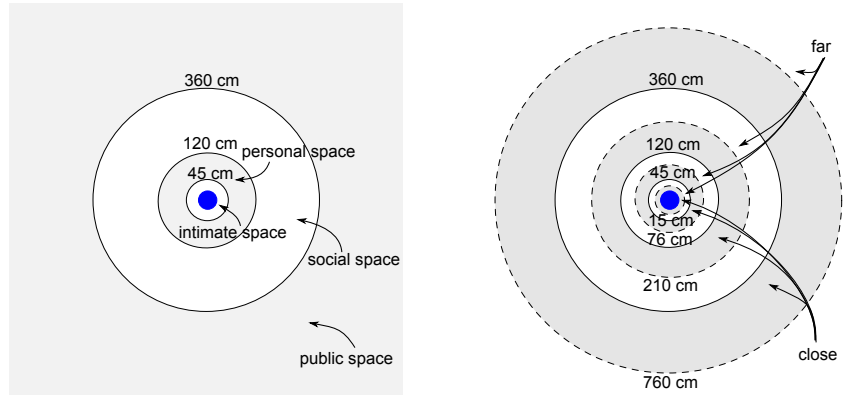 360 cm
120 cm
personal space
45 cm
intimate space
social space
public space
far
360 cm
120 cm
45 cm
15 cm
76 cm
210 cm
close
760 cm